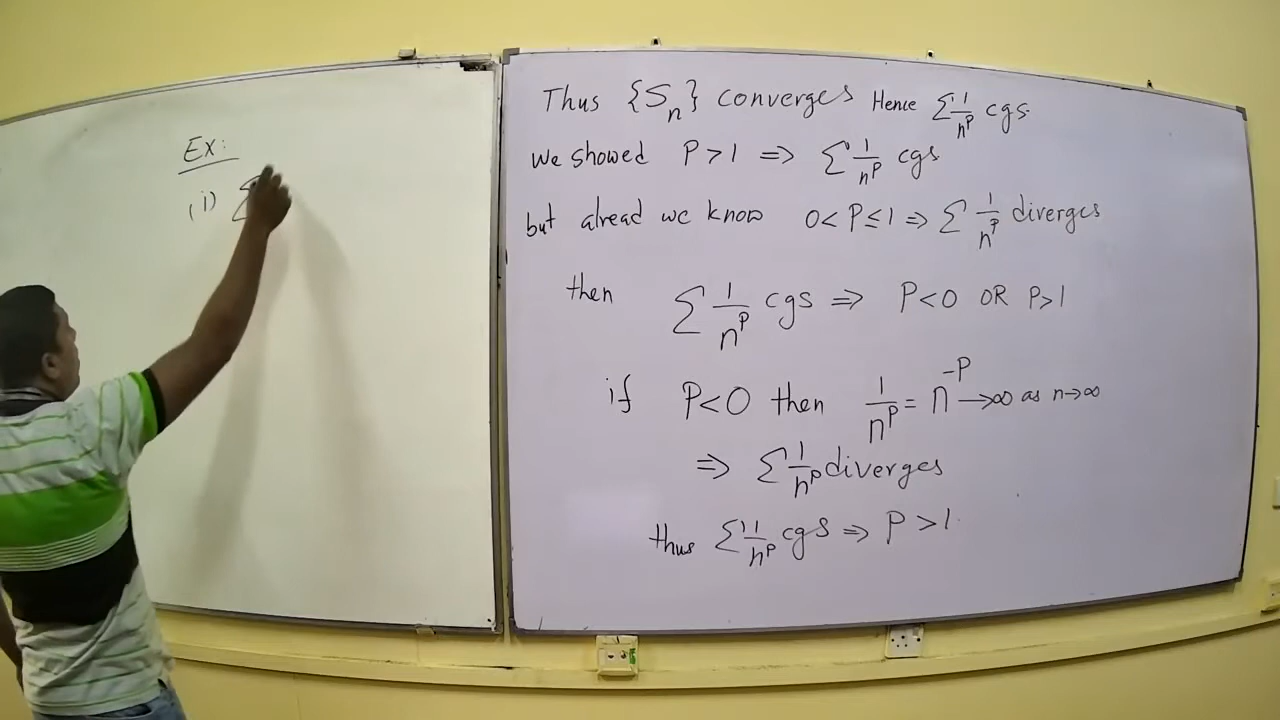 Ex:
(i) Σ
Thus {Sn} converges Hence Σ 1/n^p cgs.
we showed P>1 ⇒ Σ 1/n^p cgs
but alread we know 0<P≤1 ⇒ Σ 1/n^p diverges
then Σ 1/n^p cgs ⇒ P<0 OR P>1
if P<0 then 1/n^p = n^-P →∞ as n→∞
⇒ Σ 1/n^p diverges
thus Σ 1/n^p cgs ⇒ P>1.